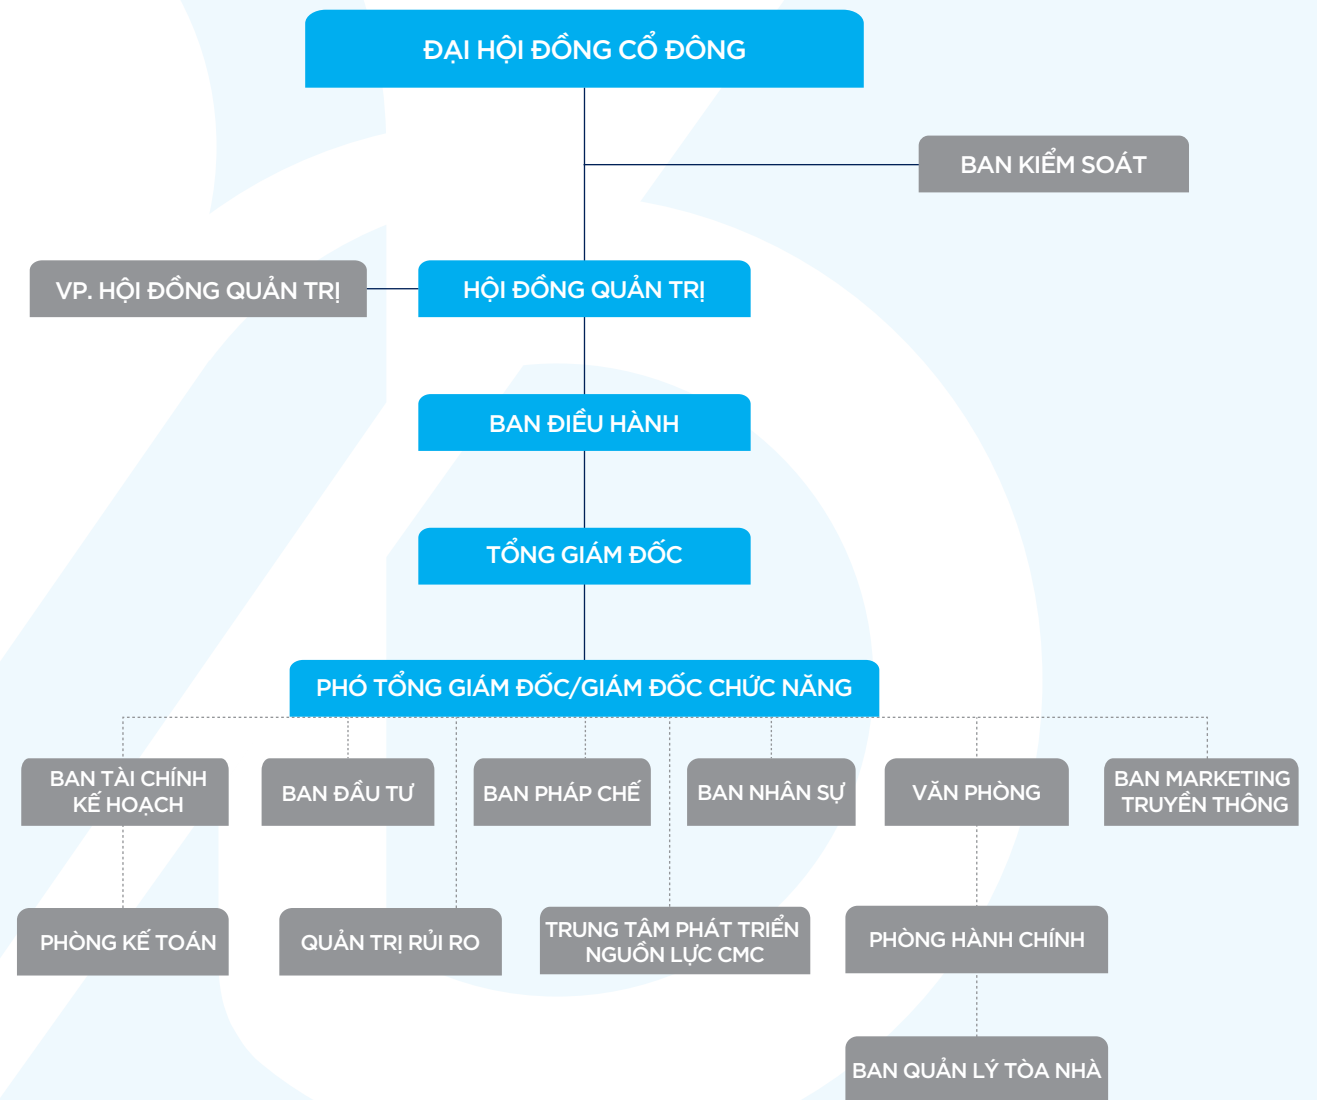 ĐẠI HỘI ĐỒNG CỔ ĐÔNG
BAN KIỂM SOÁT
VP. HỘI ĐỒNG QUẢN TRỊ
HỘI ĐỒNG QUẢN TRỊ
BAN ĐIỀU HÀNH
TỔNG GIÁM ĐỐC
PHÓ TỔNG GIÁM ĐỐC/GIÁM ĐỐC CHỨC NĂNG
BAN TÀI CHÍNH
KẾ HOẠCH
BAN ĐẦU TƯ
BAN PHÁP CHẾ
BAN NHÂN SỰ
VĂN PHÒNG
BAN MARKETING
TRUYỀN THÔNG
PHÒNG KẾ TOÁN
QUẢN TRỊ RỦI RO
TRUNG TÂM PHÁT TRIỂN
NGUỒN LỰC CMC
PHÒNG HÀNH CHÍNH
BAN QUẢN LÝ TÒA NHÀ